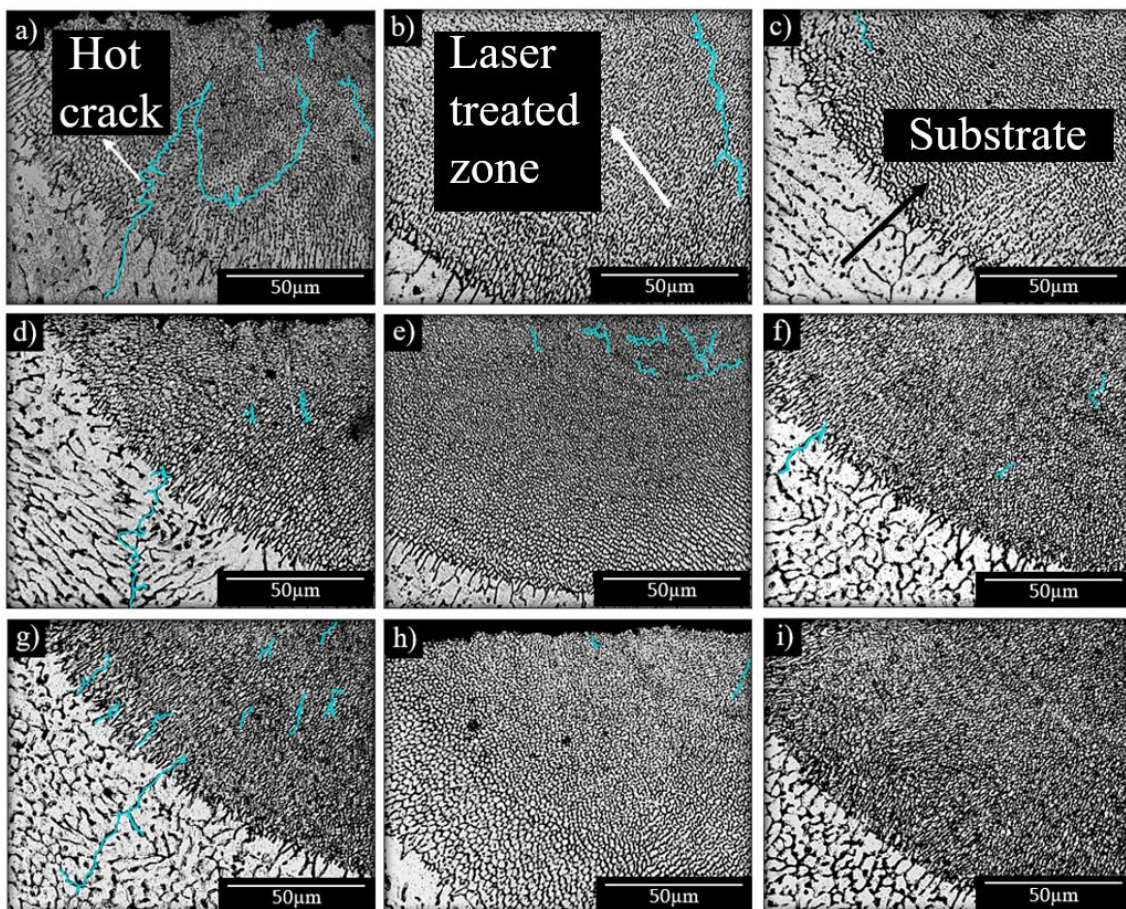 a)
Hot
crack
50μm
b)
Laser
treated
zone
50μm
c)
Substrate
50μm
d)
50μm
e)
50μm
f)
50μm
g)
50μm
h)
50μm
i)
50μm